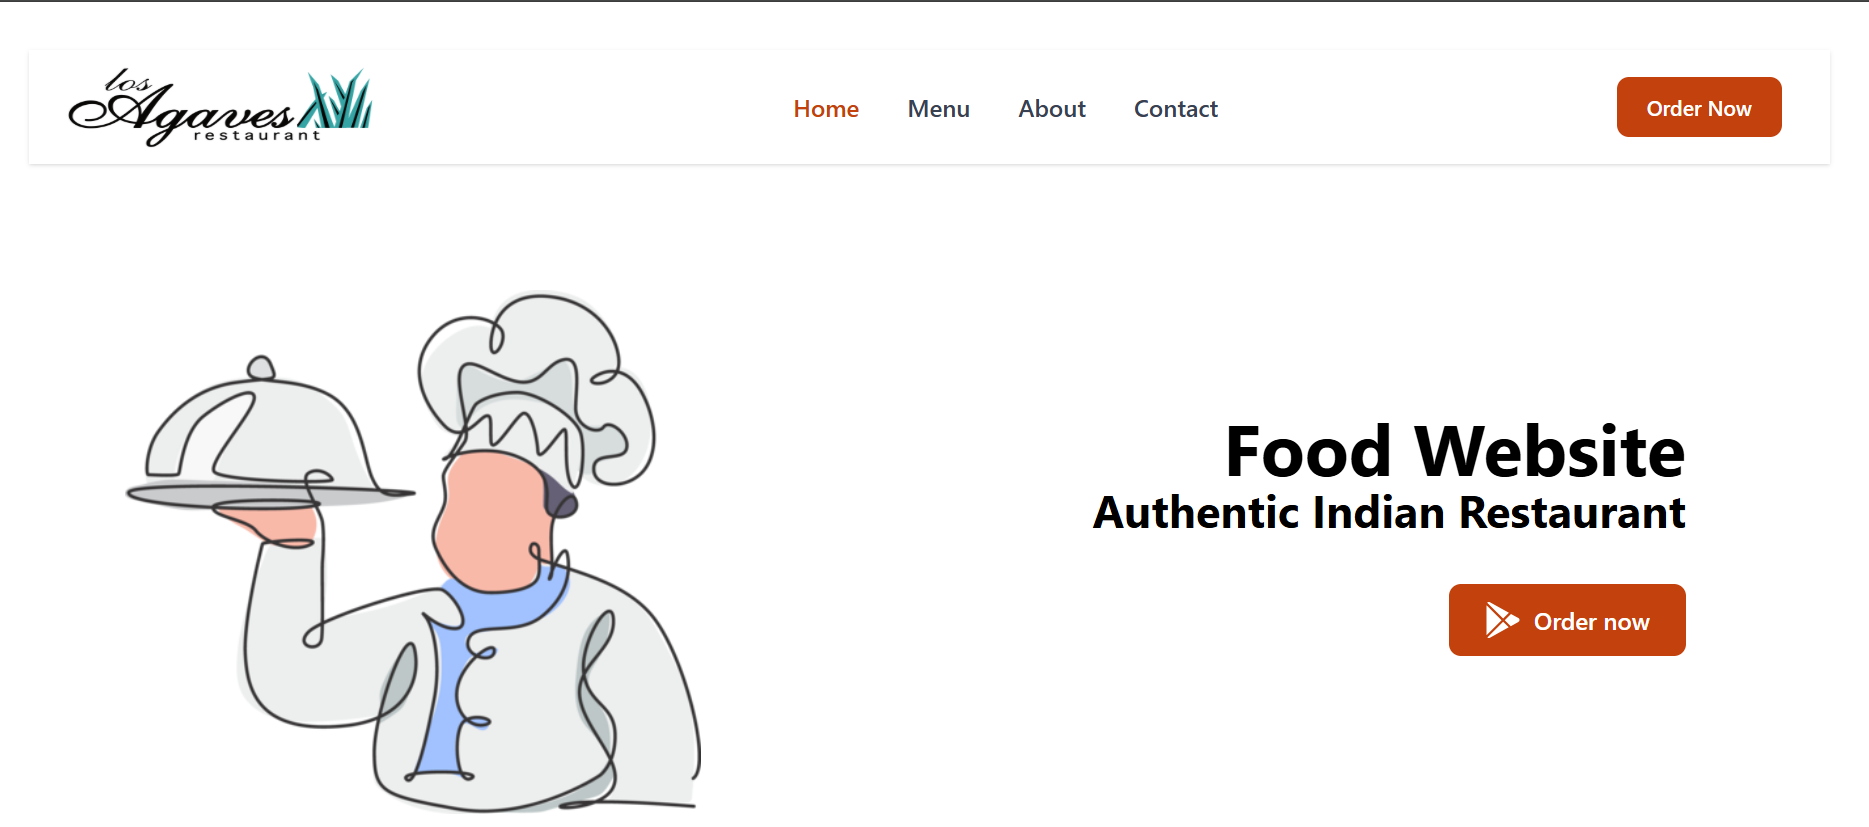 los
Agaves
restaurant
Home Menu About Contact
Order Now
Food Website
Authentic Indian Restaurant
Order now